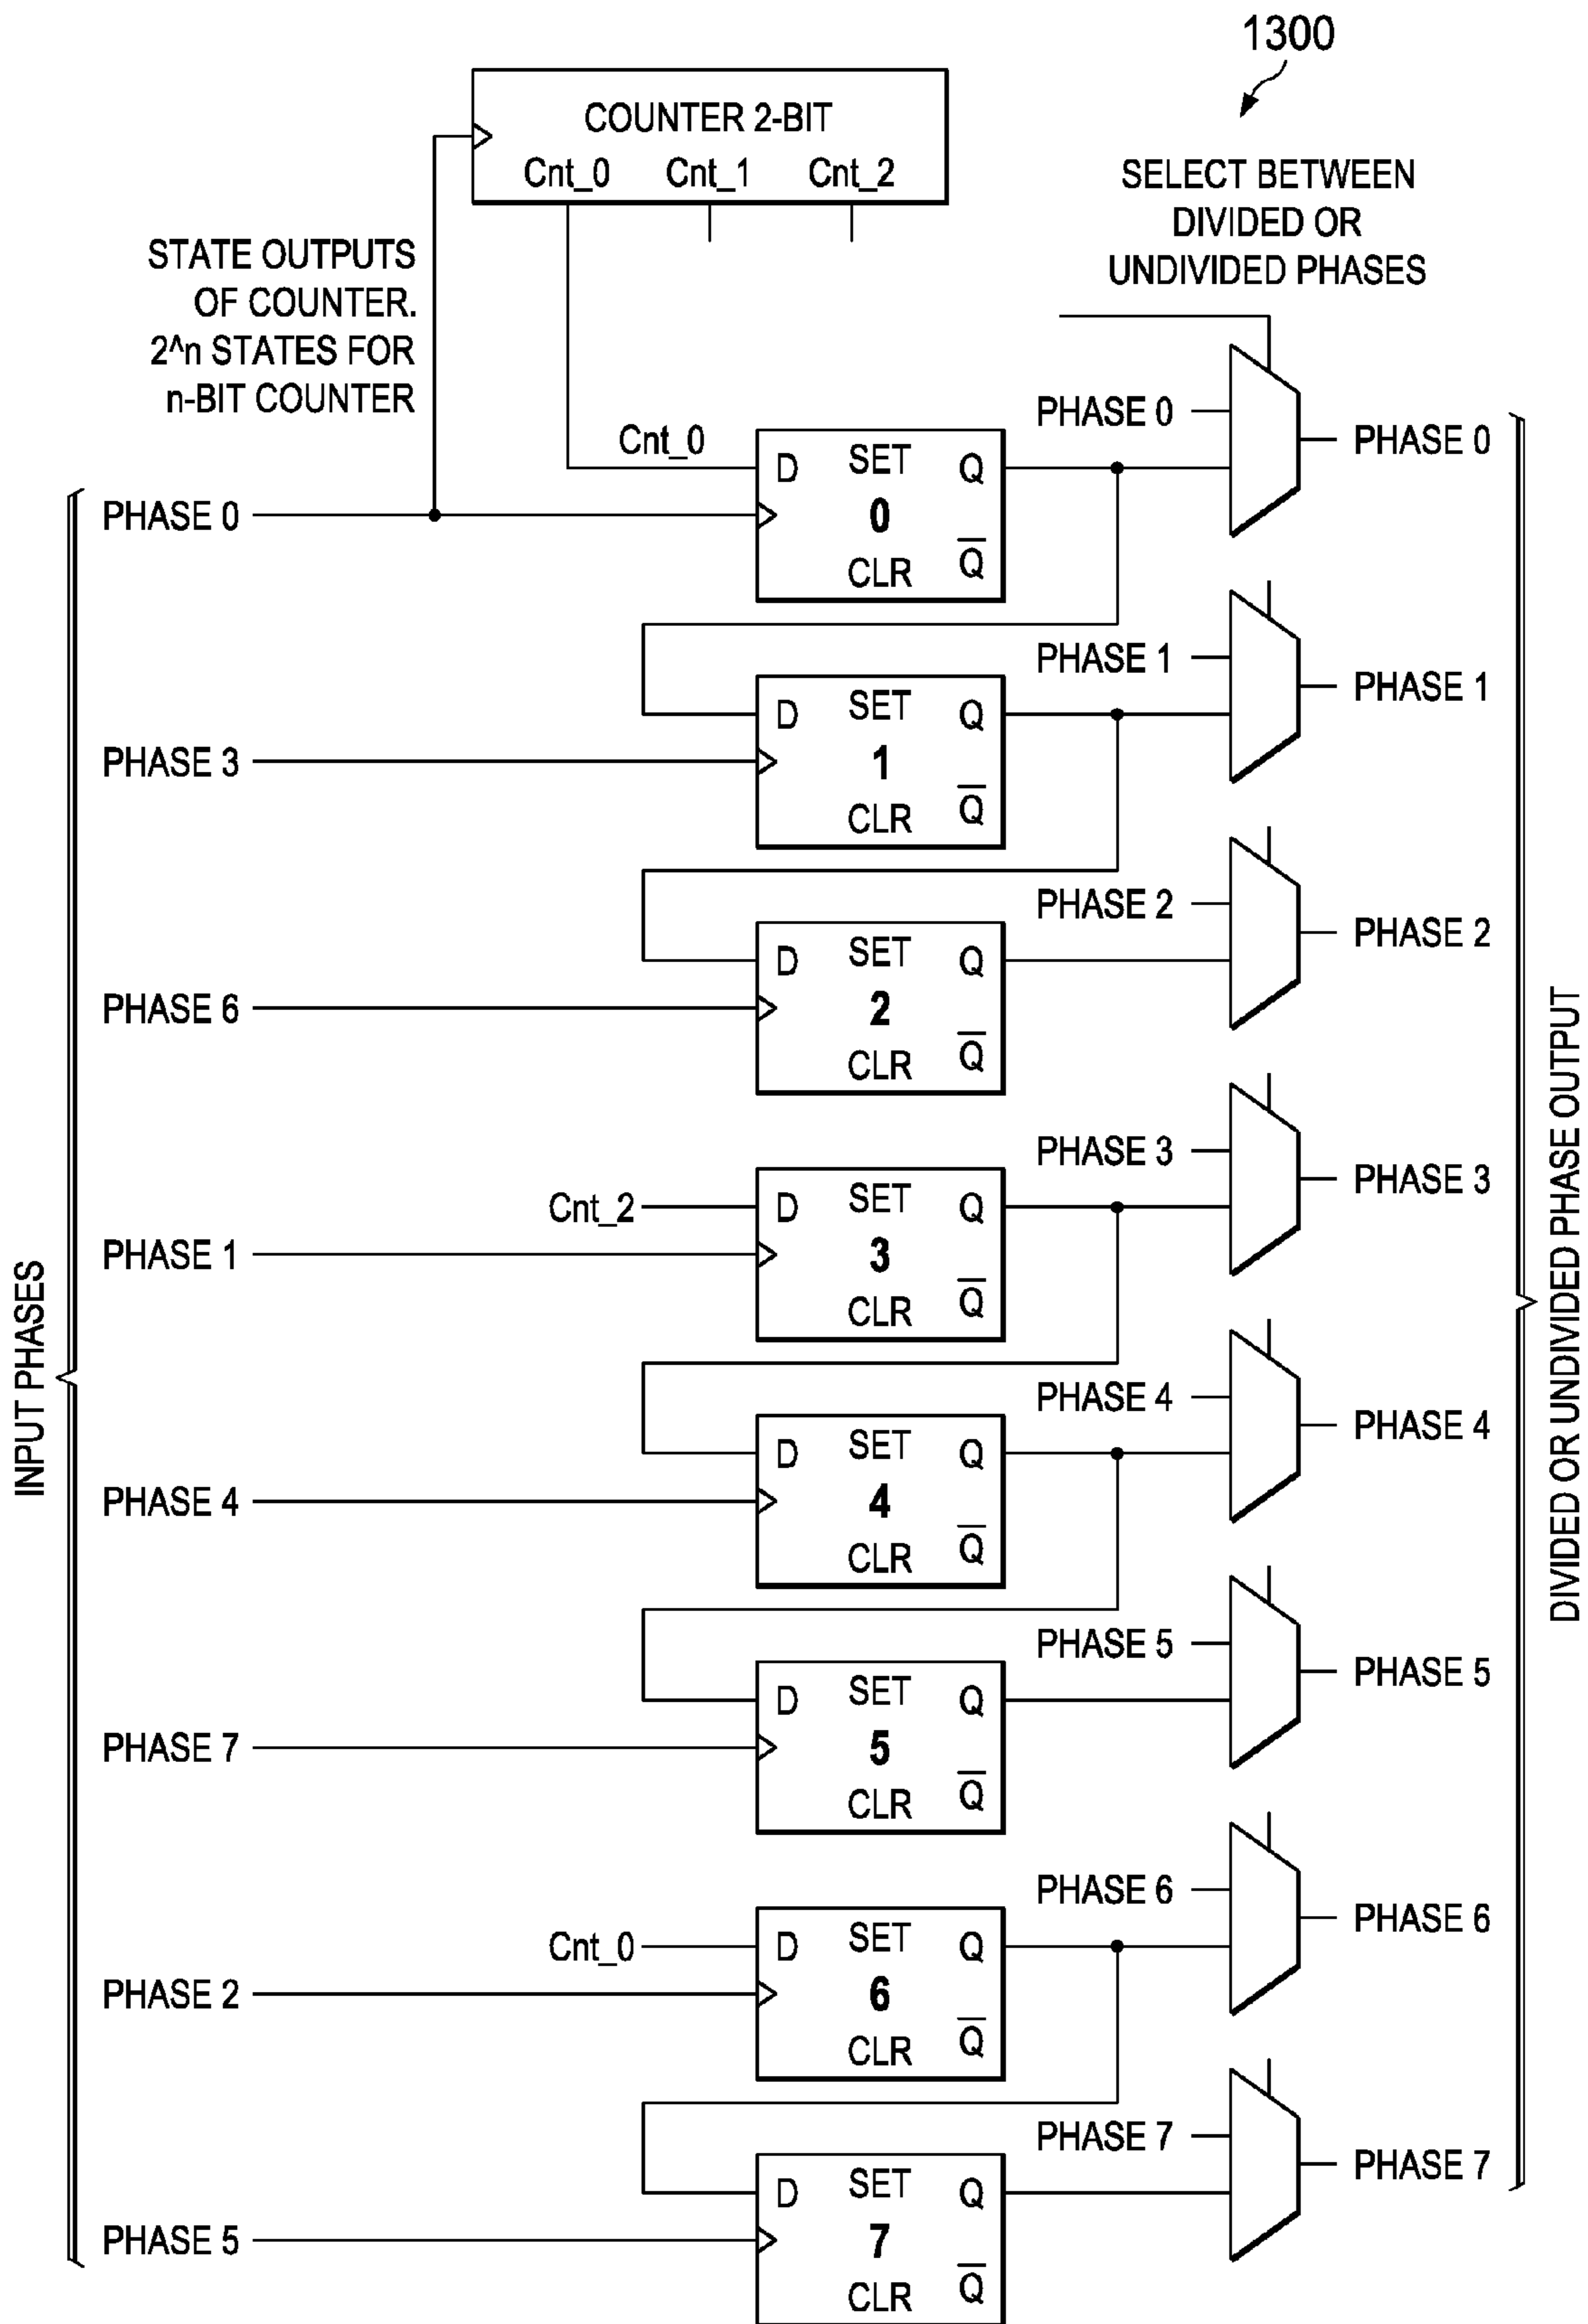 1300
COUNTER 2-BIT
Cnt_0 Cnt_1 Cnt_2
SELECT BETWEEN
DIVIDED OR
UNDIVIDED PHASES
STATE OUTPUTS
OF COUNTER.
2^n STATES FOR
n-BIT COUNTER
INPUT PHASES
PHASE 0
Cnt_0
D SET Q
0
CLR Q̅
PHASE 0
PHASE 0
PHASE 3
D SET Q
1
CLR Q̅
PHASE 1
PHASE 1
PHASE 6
D SET Q
2
CLR Q̅
PHASE 2
PHASE 2
PHASE 1
Cnt_2
D SET Q
3
CLR Q̅
PHASE 3
PHASE 3
PHASE 4
D SET Q
4
CLR Q̅
PHASE 4
PHASE 4
PHASE 7
D SET Q
5
CLR Q̅
PHASE 5
PHASE 5
PHASE 2
Cnt_0
D SET Q
6
CLR Q̅
PHASE 6
PHASE 6
PHASE 5
D SET Q
7
CLR Q̅
PHASE 7
PHASE 7
DIVIDED OR UNDIVIDED PHASE OUTPUT